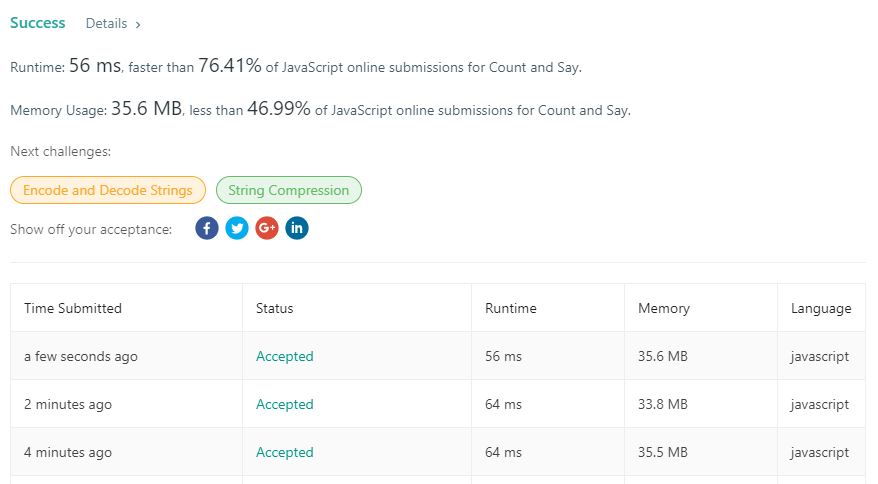 Success Details >
Runtime: 56 ms, faster than 76.41% of JavaScript online submissions for Count and Say.
Memory Usage: 35.6 MB, less than 46.99% of JavaScript online submissions for Count and Say.
Next challenges:
Encode and Decode Strings String Compression
Show off your acceptance: f G+ in
Time Submitted Status Runtime Memory Language
a few seconds ago Accepted 56 ms 35.6 MB javascript
2 minutes ago Accepted 64 ms 33.8 MB javascript
4 minutes ago Accepted 64 ms 35.5 MB javascript